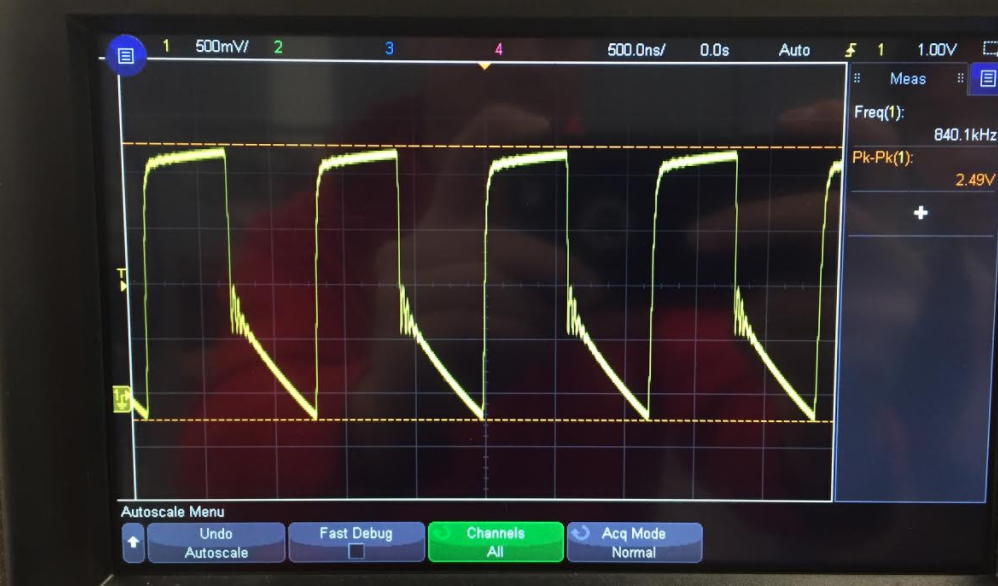 1 500mV/ 2 3 4 500.0ns/ 0.0s Auto 1 1.00V
Meas
Freq(1):
840.1kHz
Pk-Pk(1):
2.49V
T
1
Autoscale Menu
Undo
Autoscale
Fast Debug
Channels
All
Acq Mode
Normal